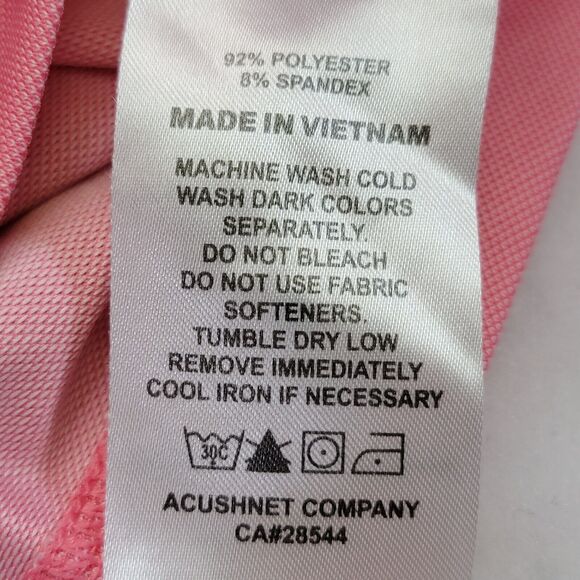 92% POLYESTER
8% SPANDEX
MADE IN VIETNAM
MACHINE WASH COLD
WASH DARK COLORS
SEPARATELY.
DO NOT BLEACH
DO NOT USE FABRIC
SOFTENERS.
TUMBLE DRY LOW
REMOVE IMMEDIATELY
COOL IRON IF NECESSARY
30C
ACUSHNET COMPANY
CA#28544